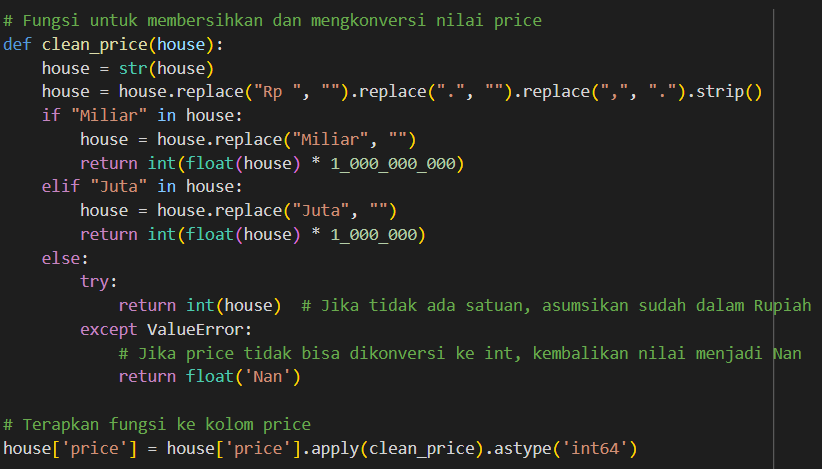 # Fungsi untuk membersihkan dan mengkonversi nilai price
def clean_price(house):
    house = str(house)
    house = house.replace("Rp ", "").replace(".", "").replace(",", ".").strip()
    if "Miliar" in house:
        house = house.replace("Miliar", "")
        return int(float(house) * 1_000_000_000)
    elif "Juta" in house:
        house = house.replace("Juta", "")
        return int(float(house) * 1_000_000)
    else:
        try:
            return int(house)  # Jika tidak ada satuan, asumsikan sudah dalam Rupiah
        except ValueError:
            # Jika price tidak bisa dikonversi ke int, kembalikan nilai menjadi Nan
            return float('Nan')

# Terapkan fungsi ke kolom price
house['price'] = house['price'].apply(clean_price).astype('int64')